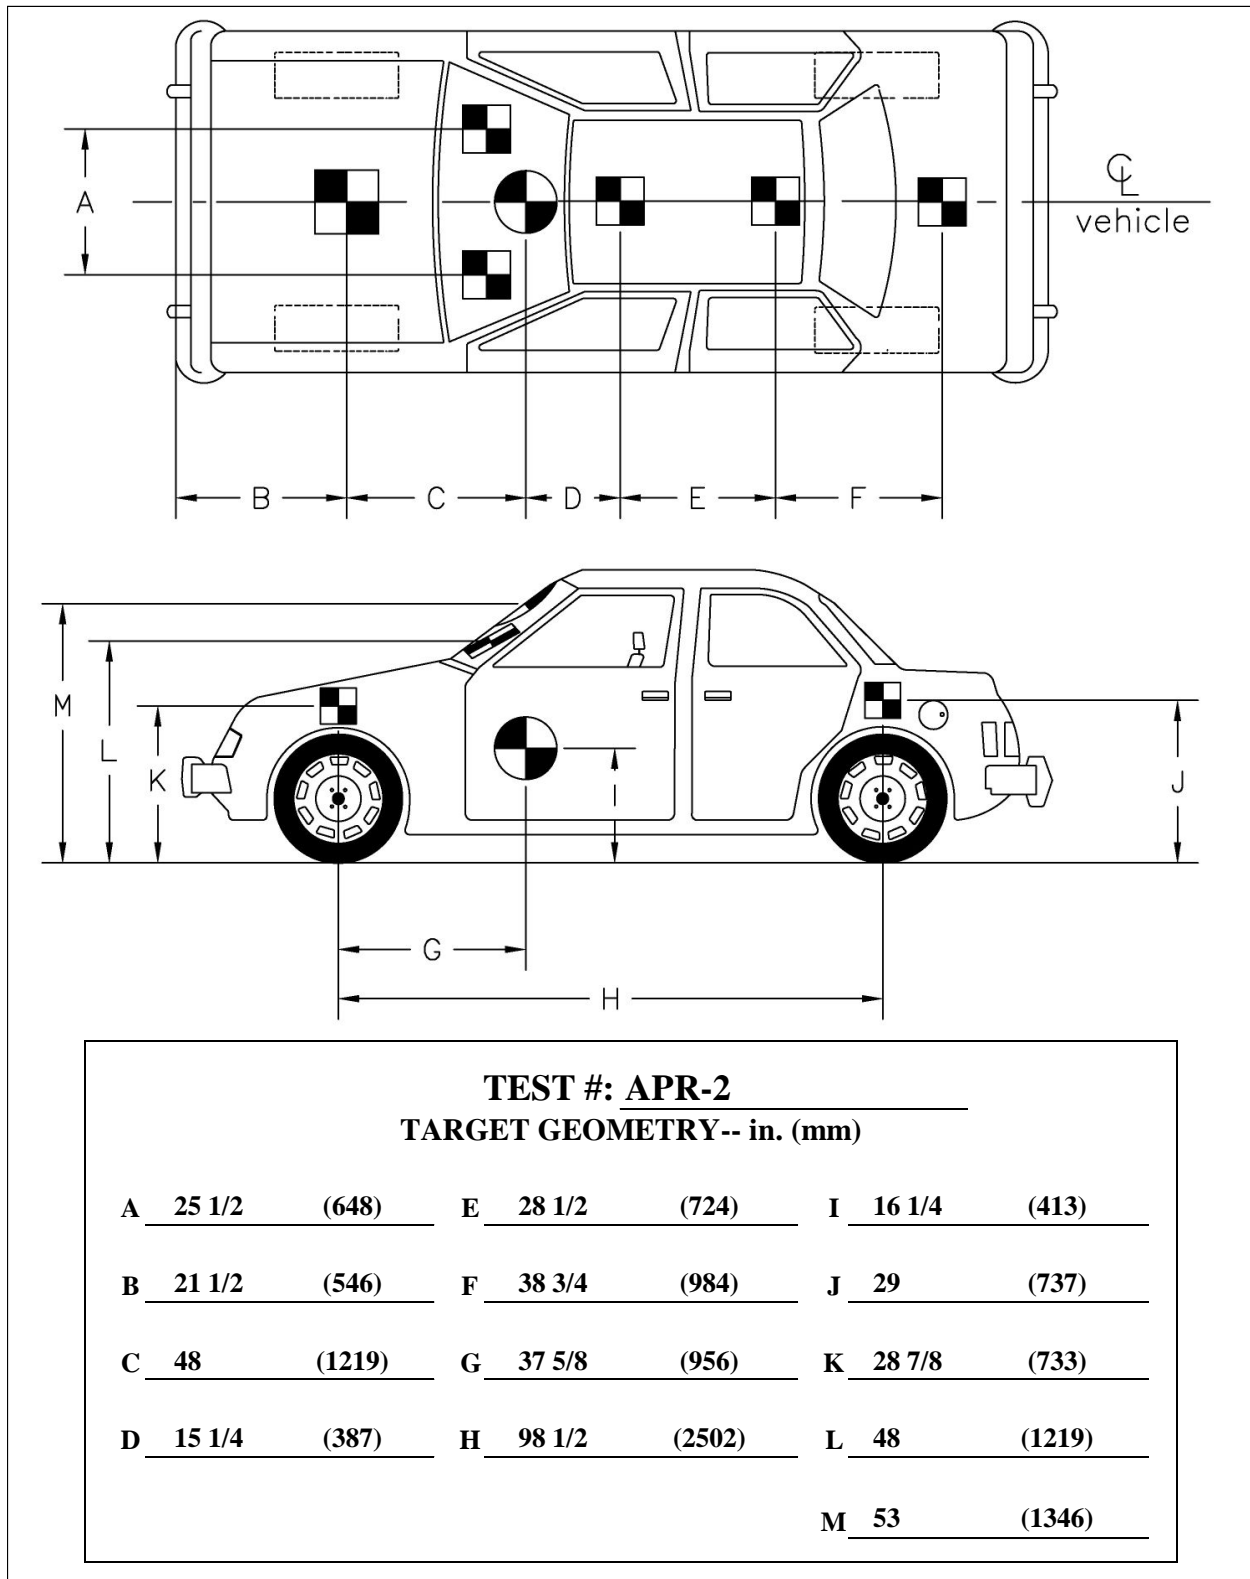 A
℄
vehicle
B C D E F
M
L
K
J
G
H
TEST #: APR-2
TARGET GEOMETRY-- in. (mm)
A 25 1/2 (648) E 28 1/2 (724) I 16 1/4 (413)
B 21 1/2 (546) F 38 3/4 (984) J 29 (737)
C 48 (1219) G 37 5/8 (956) K 28 7/8 (733)
D 15 1/4 (387) H 98 1/2 (2502) L 48 (1219)
M 53 (1346)